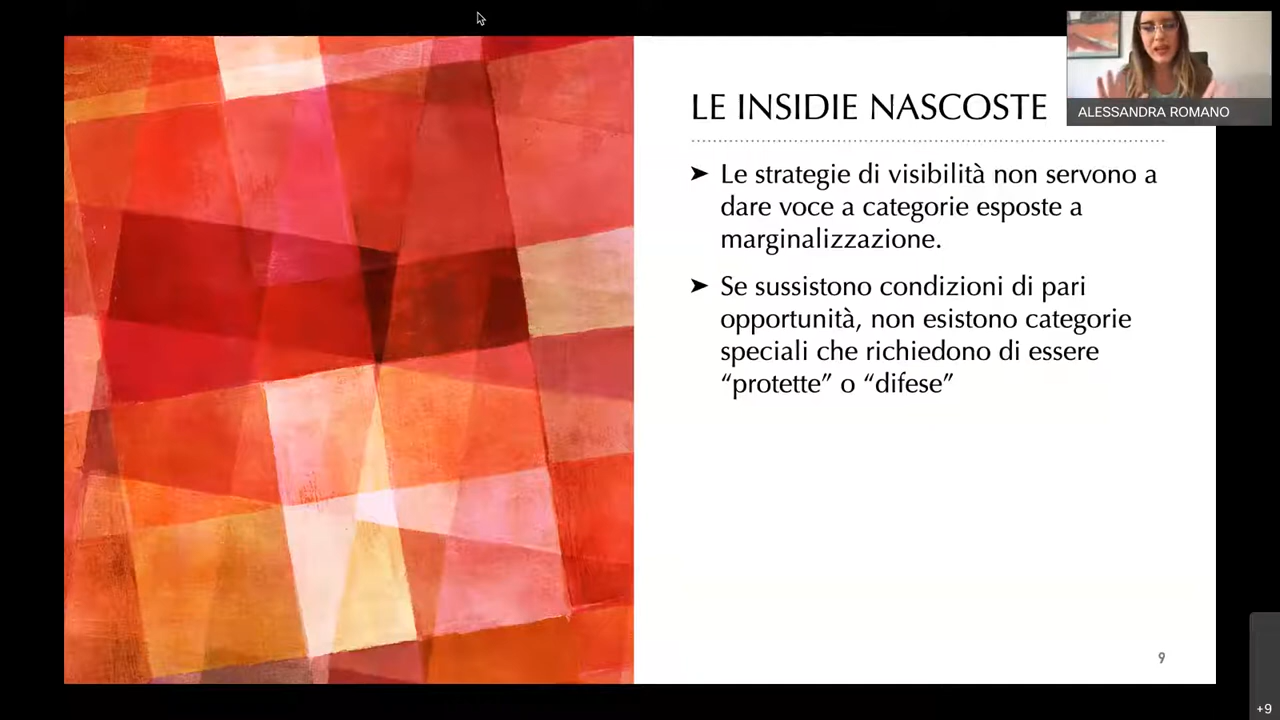 LE INSIDIE NASCOSTE
ALESSANDRA ROMANO
➤ Le strategie di visibilità non servono a
dare voce a categorie esposte a
marginalizzazione.
➤ Se sussistono condizioni di pari
opportunità, non esistono categorie
speciali che richiedono di essere
“protette” o “difese”
9
+9